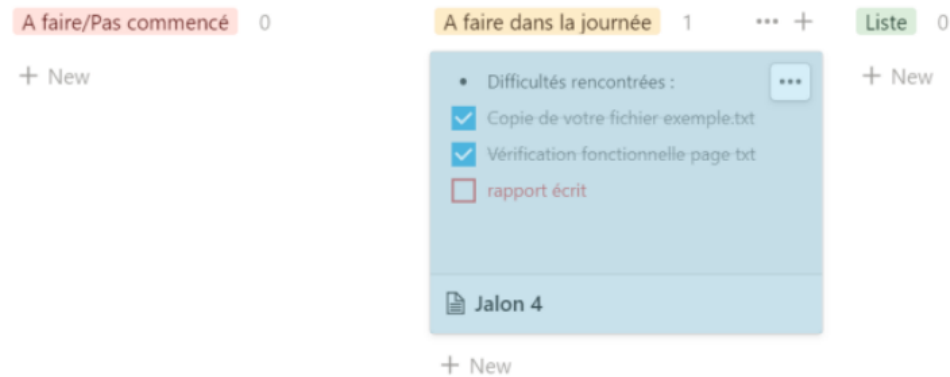 A faire/Pas commencé 0
A faire dans la journée 1 ... +
Liste 0
+ New
• Difficultés rencontrées : ...
Copie de votre fichier exemple.txt
Vérification fonctionnelle page txt
rapport écrit
Jalon 4
+ New
+ New